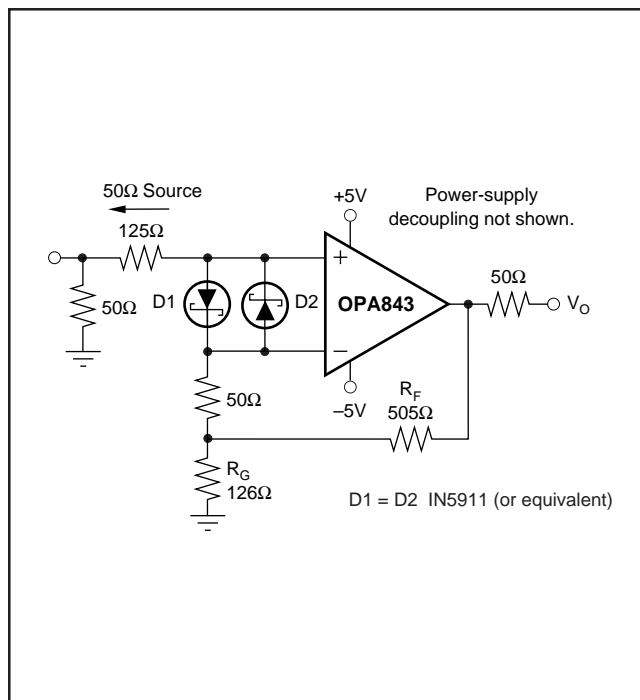 50Ω Source
125Ω
50Ω
D1
D2
+5V
Power-supply
decoupling not shown.
+
OPA843
–
–5V
50Ω
VO
50Ω
RF
505Ω
RG
126Ω
D1 = D2 IN5911 (or equivalent)